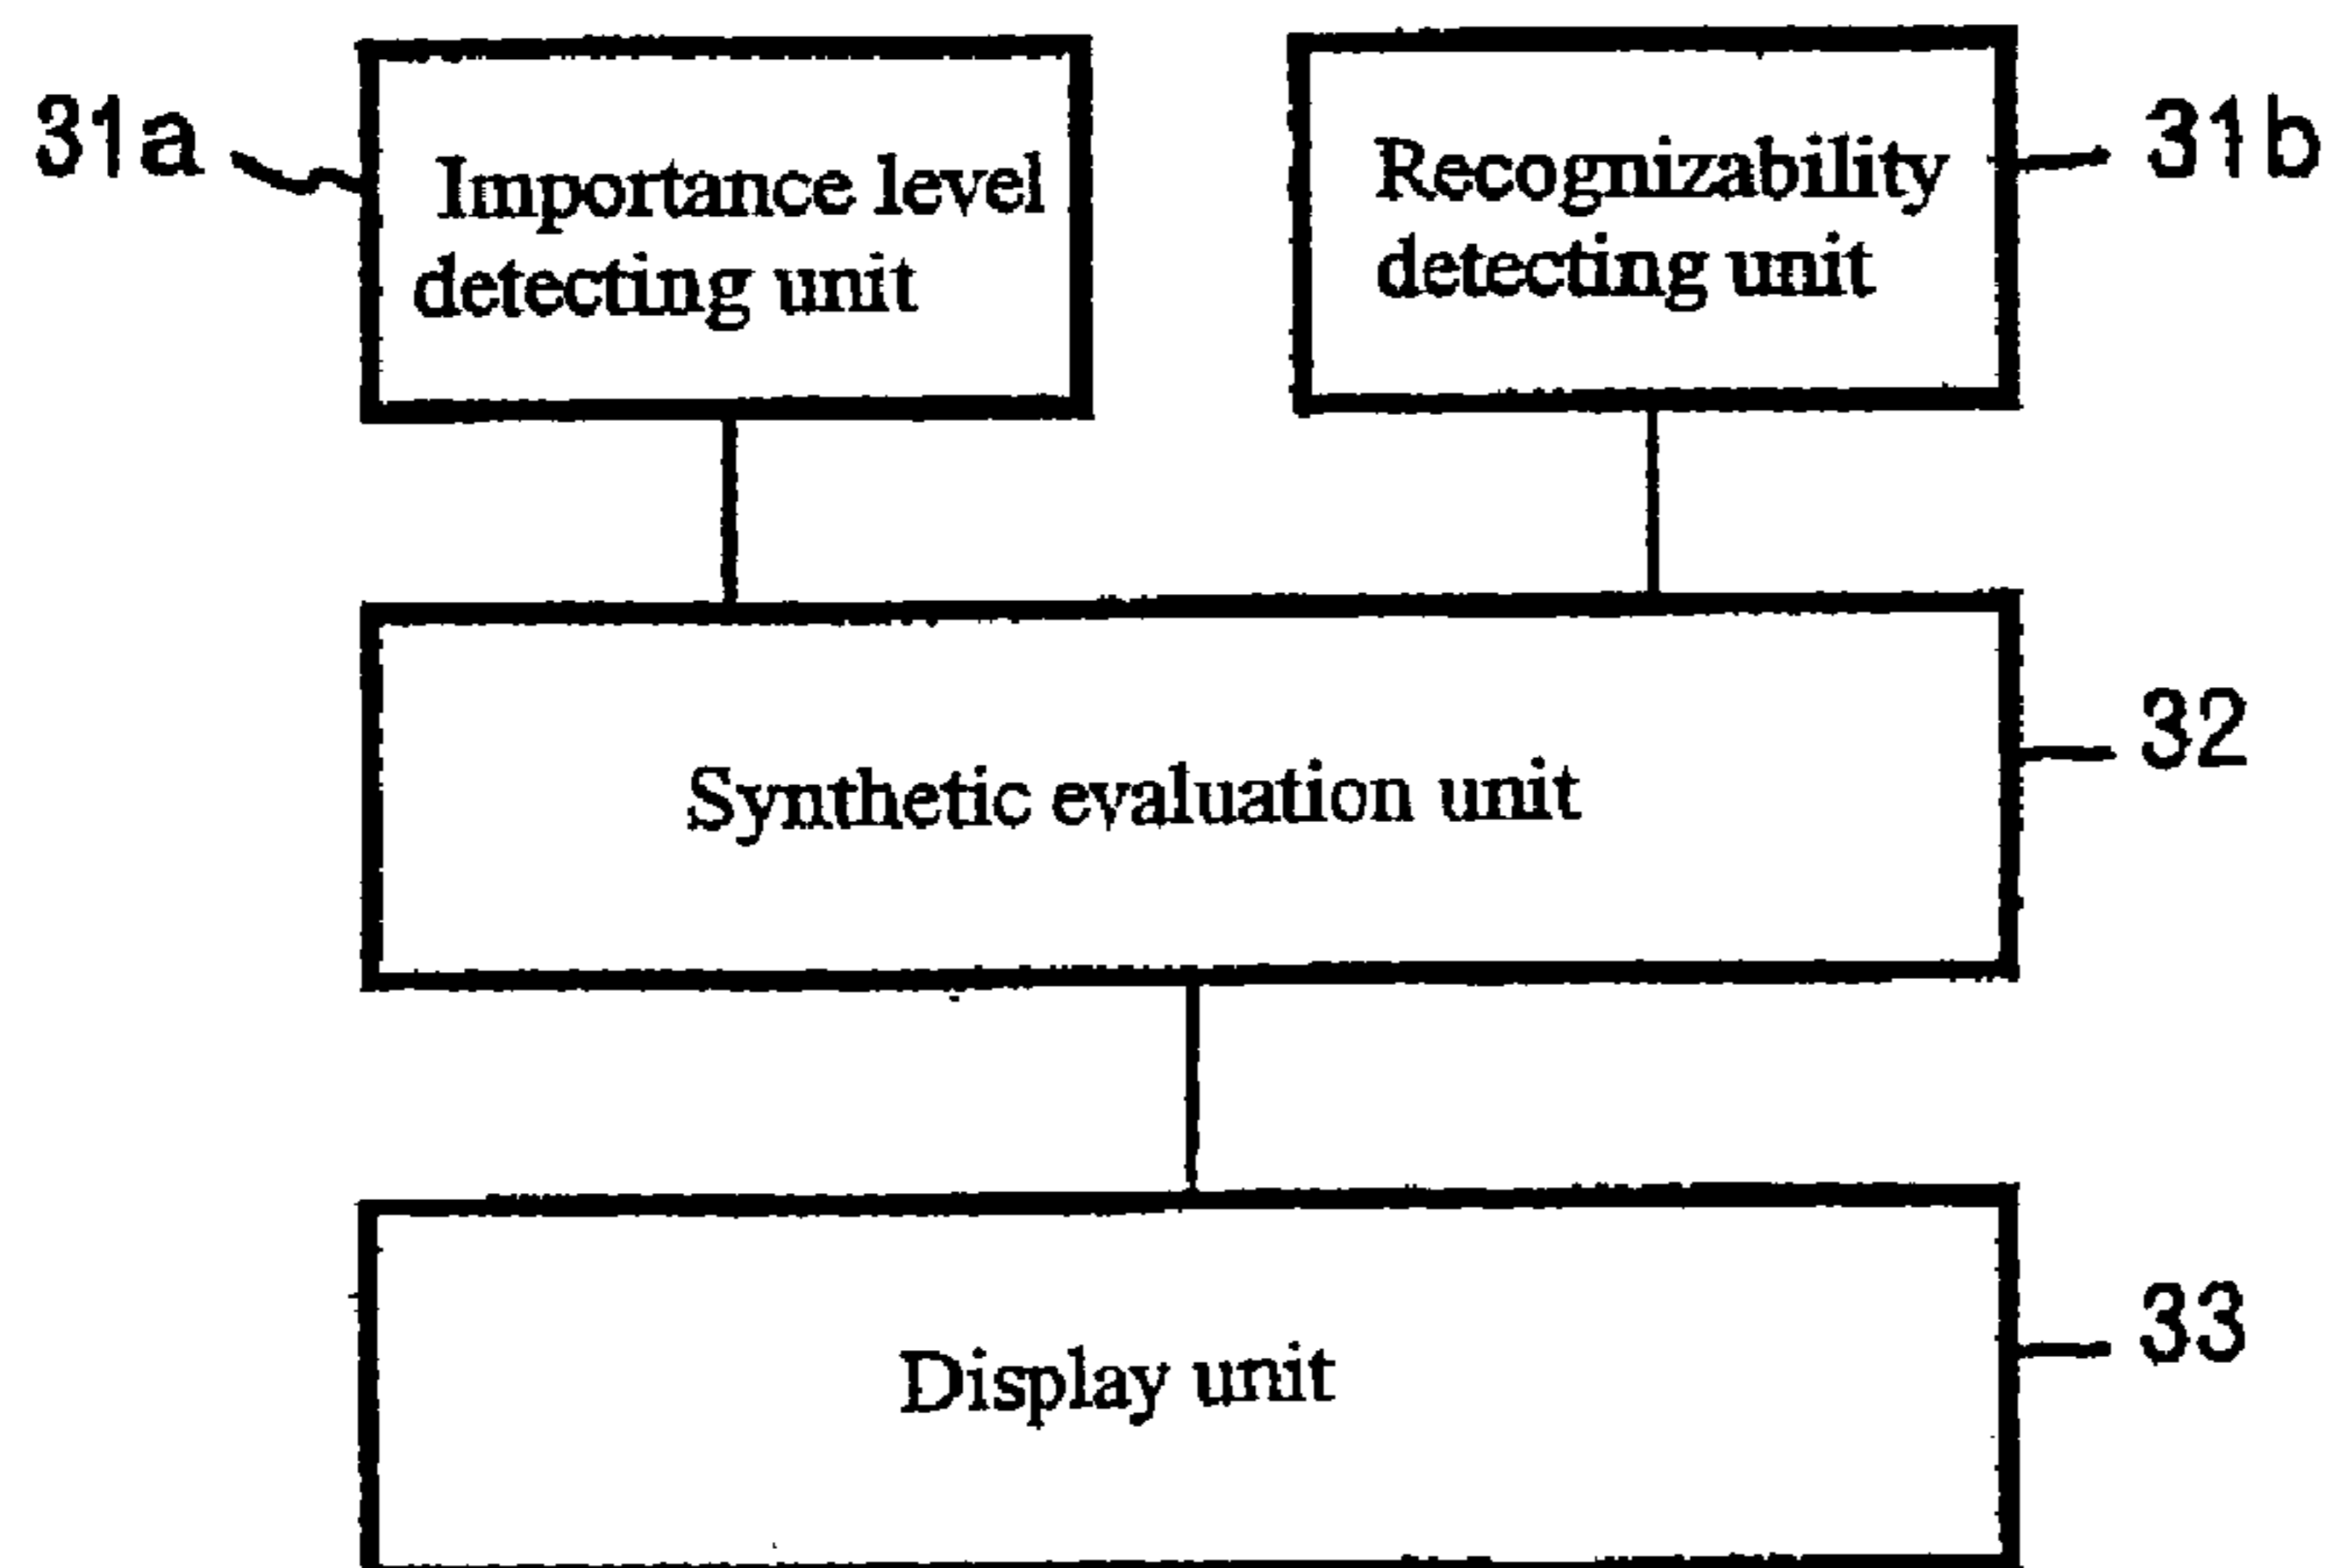 31a
Importance level
detecting unit
Recognizability
detecting unit
31b
Synthetic evaluation unit
32
Display unit
33